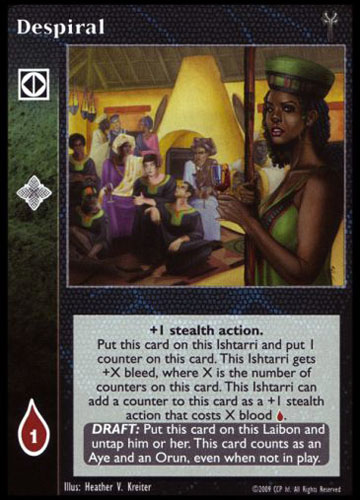 Despiral
+1 stealth action.
Put this card on this Ishtarri and put 1
counter on this card. This Ishtarri gets
+X bleed, where X is the number of
counters on this card. This Ishtarri can
add a counter to this card as a +1 stealth
action that costs X blood
DRAFT: Put this card on this Laibon and
untap him or her. This card counts as an
Aye and an Orun, even when not in play.
1
Illus: Heather V. Kreiter
©2009 CCP hf. All Rights Reserved